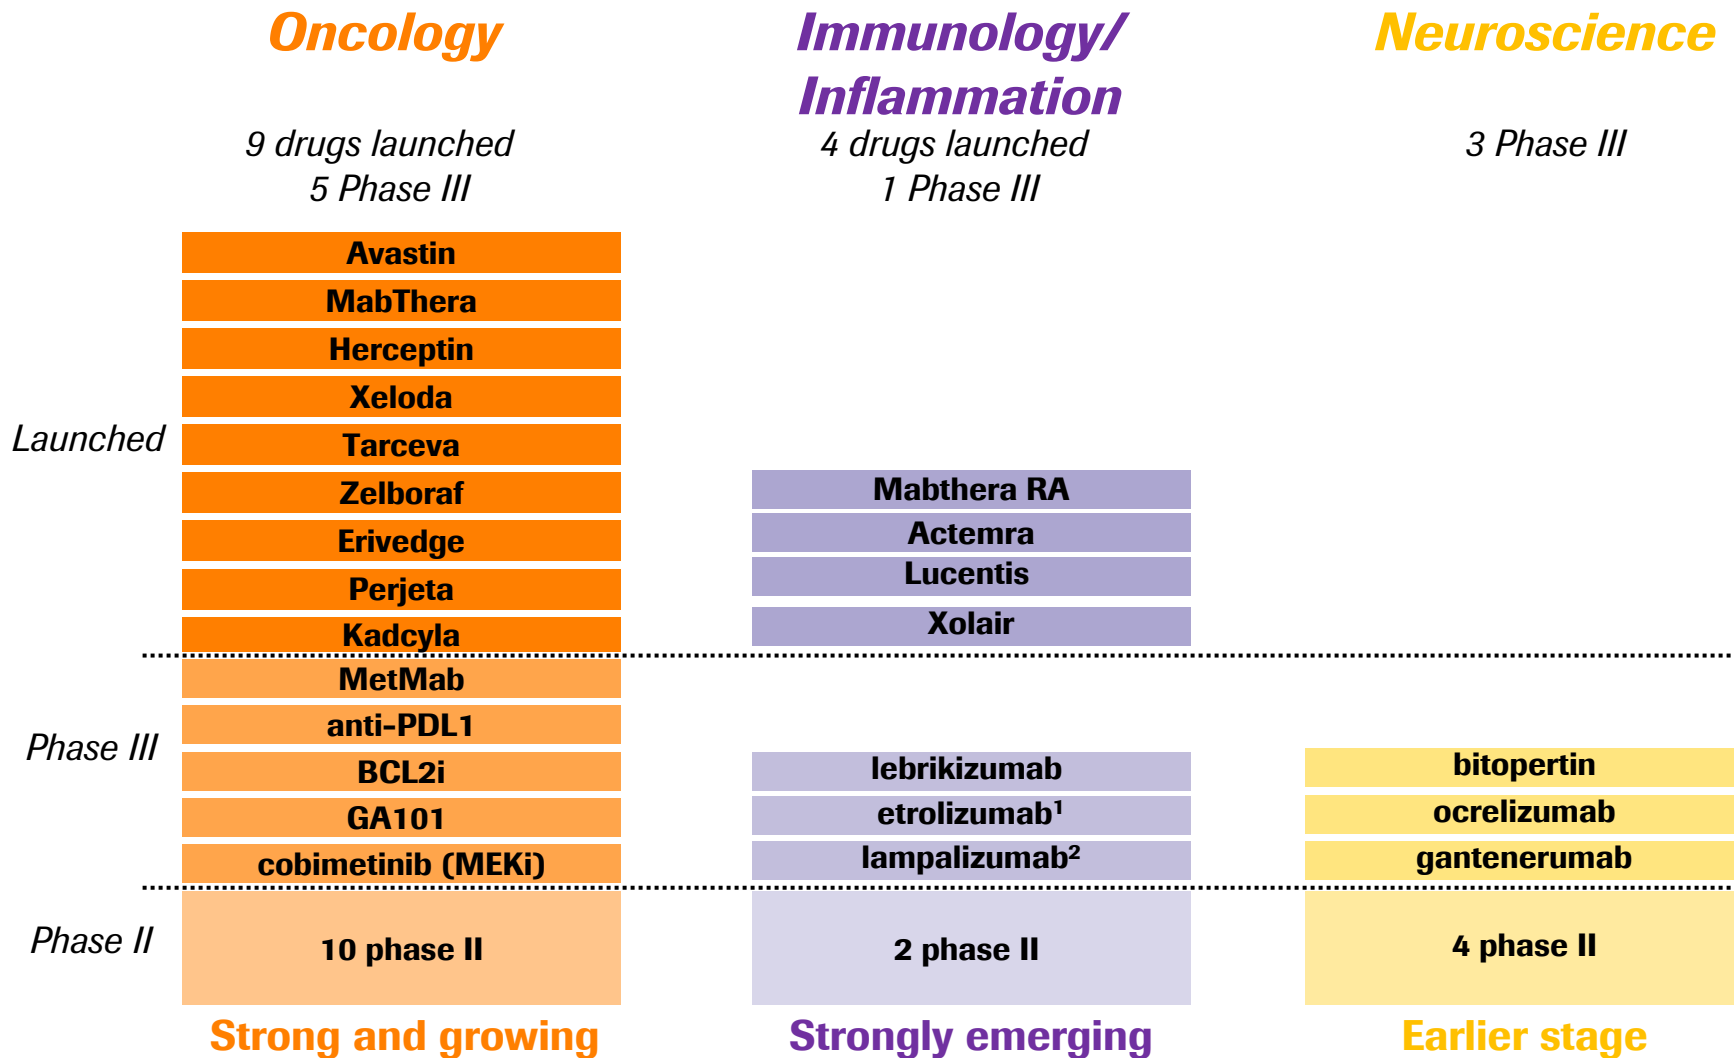 Oncology
9 drugs launched
5 Phase III
Immunology/
Inflammation
4 drugs launched
1 Phase III
Neuroscience
3 Phase III
Launched
Avastin
MabThera
Herceptin
Xeloda
Tarceva
Zelboraf
Erivedge
Perjeta
Kadcyla
Mabthera RA
Actemra
Lucentis
Xolair
Phase III
MetMab
anti-PDL1
BCL2i
GA101
cobimetinib (MEKi)
lebrikizumab
etrolizumab¹
lampalizumab²
bitopertin
ocrelizumab
gantenerumab
Phase II
10 phase II
2 phase II
4 phase II
Strong and growing
Strongly emerging
Earlier stage